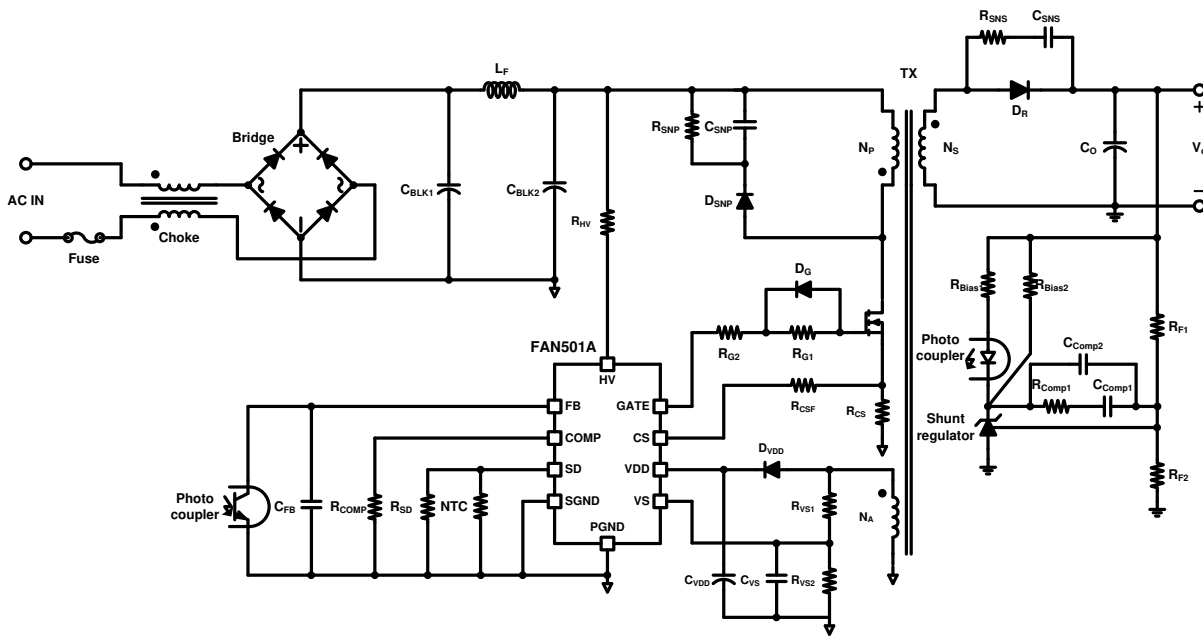 RSNS
CSNS
LF
TX
Bridge
RSNP
CSNP
DR
+
NP
NS
CO
AC IN
CBLK1
CBLK2
DSNP
RHV
Choke
Fuse
DG
RBias1
RBias2
FAN501A
RG2
RG1
Photo
coupler
RF1
CComp2
HV
FB
GATE
RCSF
RCS
RComp1
CComp1
Shunt
regulator
COMP
CS
DVDD
SD
VDD
RF2
Photo
coupler
CFB
RCOMP
RSD
NTC
SGND
VS
RVS1
NA
PGND
CVDD
CVS
RVS2